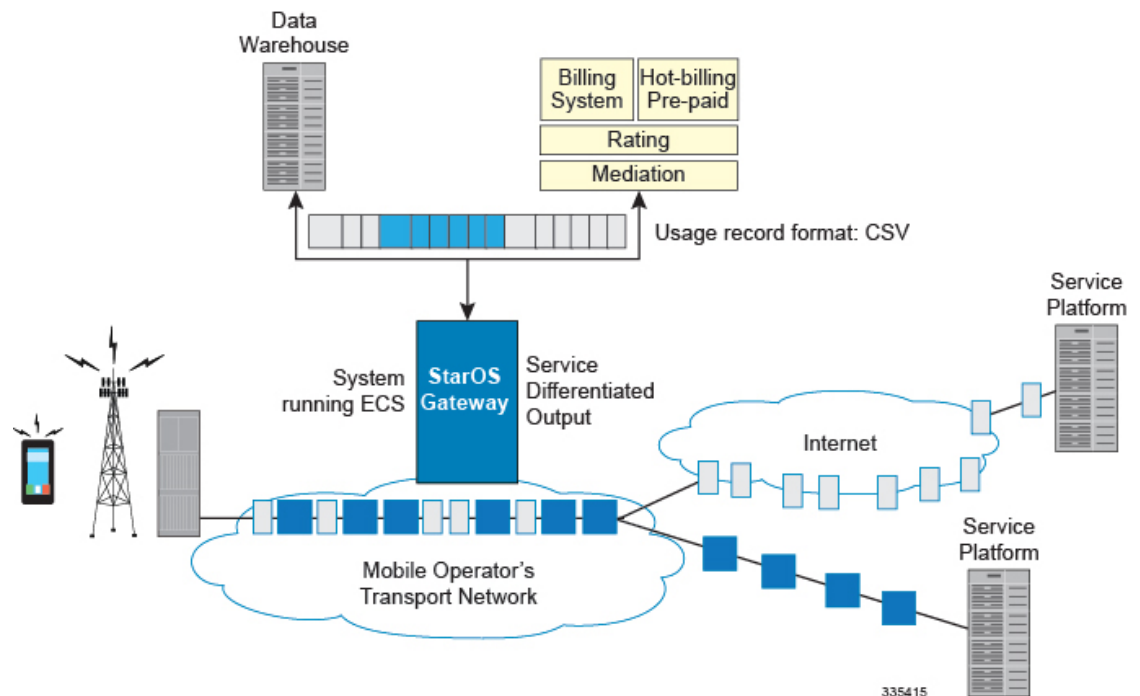 Data
Warehouse
Billing
System
Hot-billing
Pre-paid
Rating
Mediation
Usage record format: CSV
Service
Platform
System
running ECS
StarOS
Gateway
Service
Differentiated
Output
Internet
Mobile Operator's
Transport Network
Service
Platform
335415